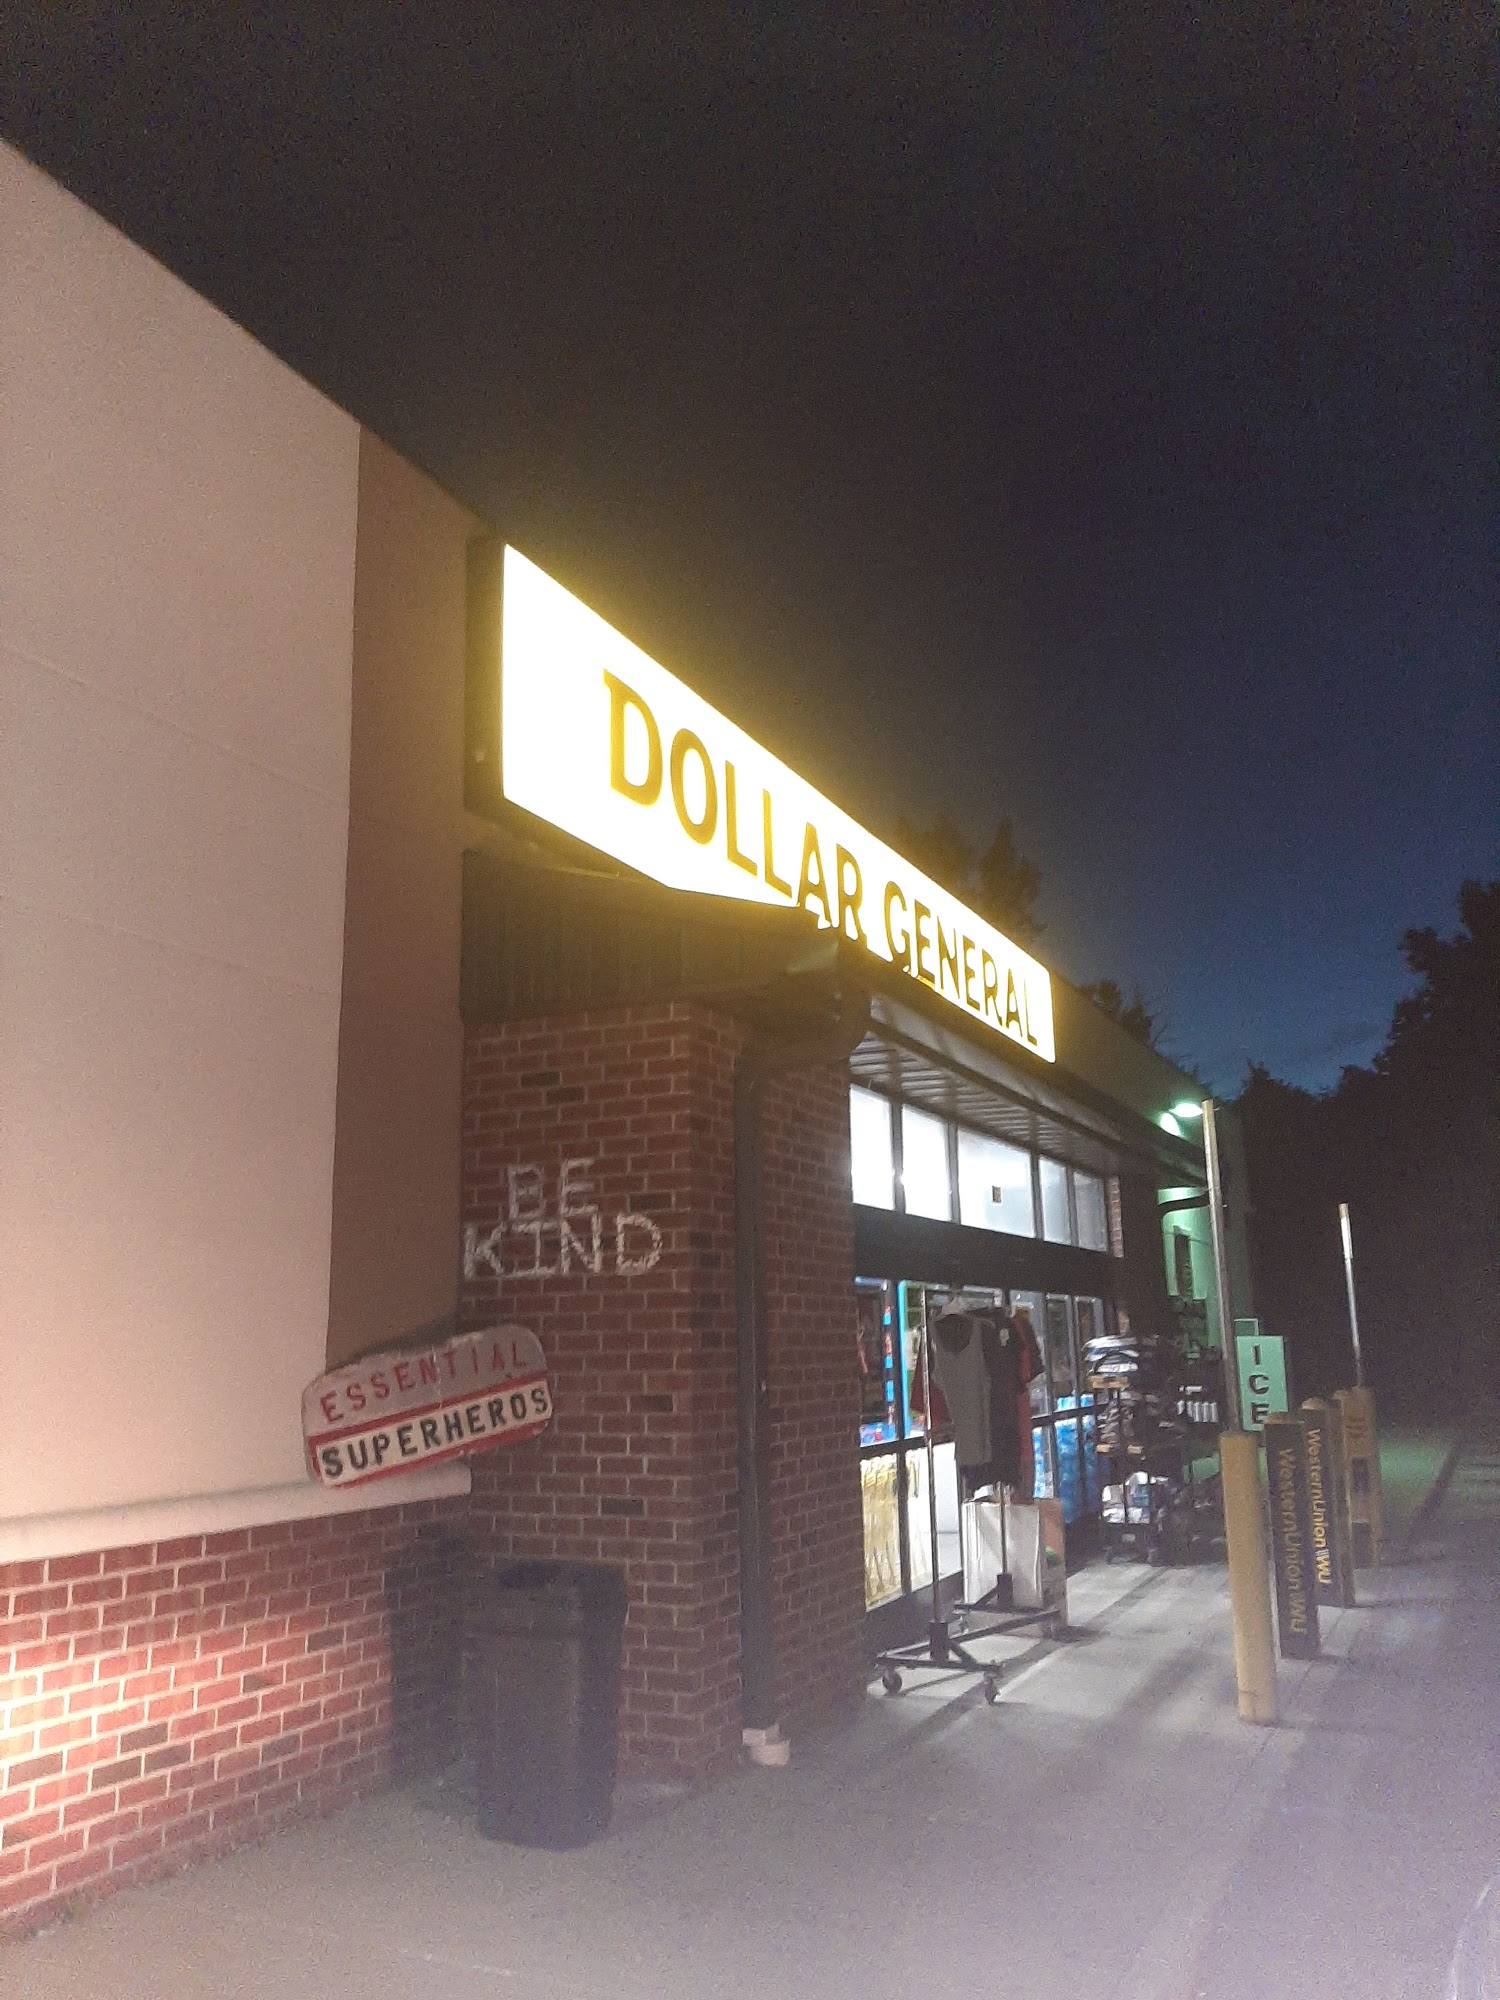 DOLLAR GENERAL
BE
KIND
ESSENTIAL
SUPERHEROS
ICE
WesternUnion WU
WesternUnion WU